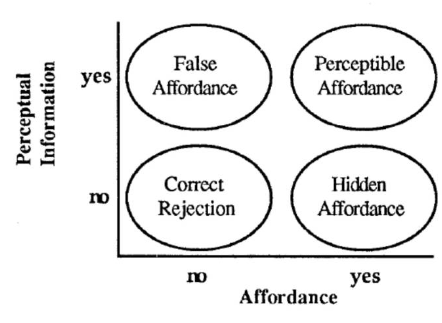 Perceptual
Information
yes
False
Affordance
Perceptible
Affordance
no
Correct
Rejection
Hidden
Affordance
no
yes
Affordance